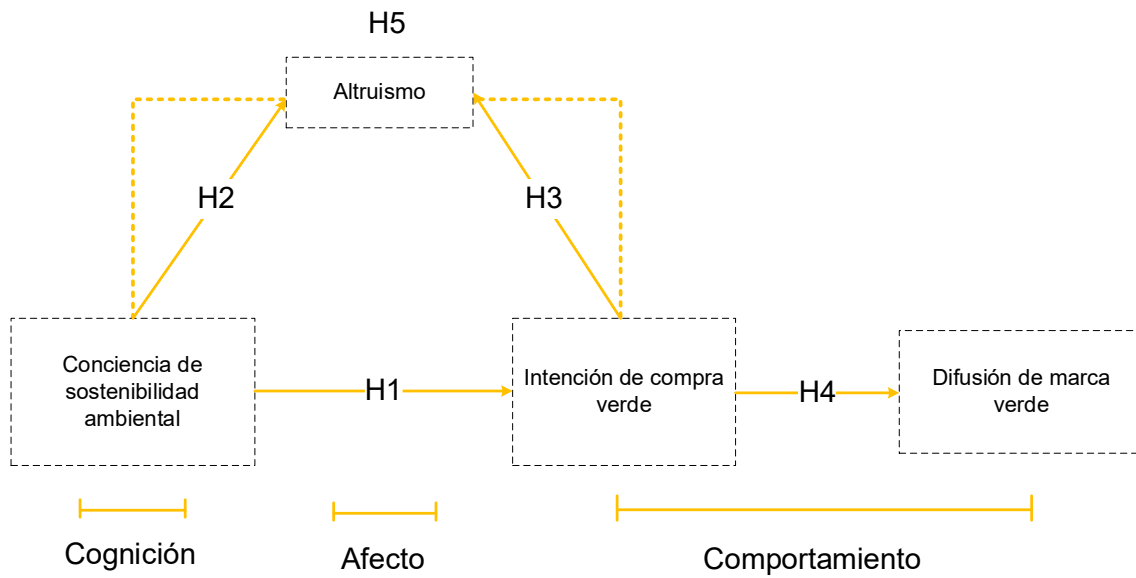 H5
Altruismo
H2
H3
Conciencia de
sostenibilidad
ambiental
H1
Intención de compra
verde
H4
Difusión de marca
verde
Cognición
Afecto
Comportamiento